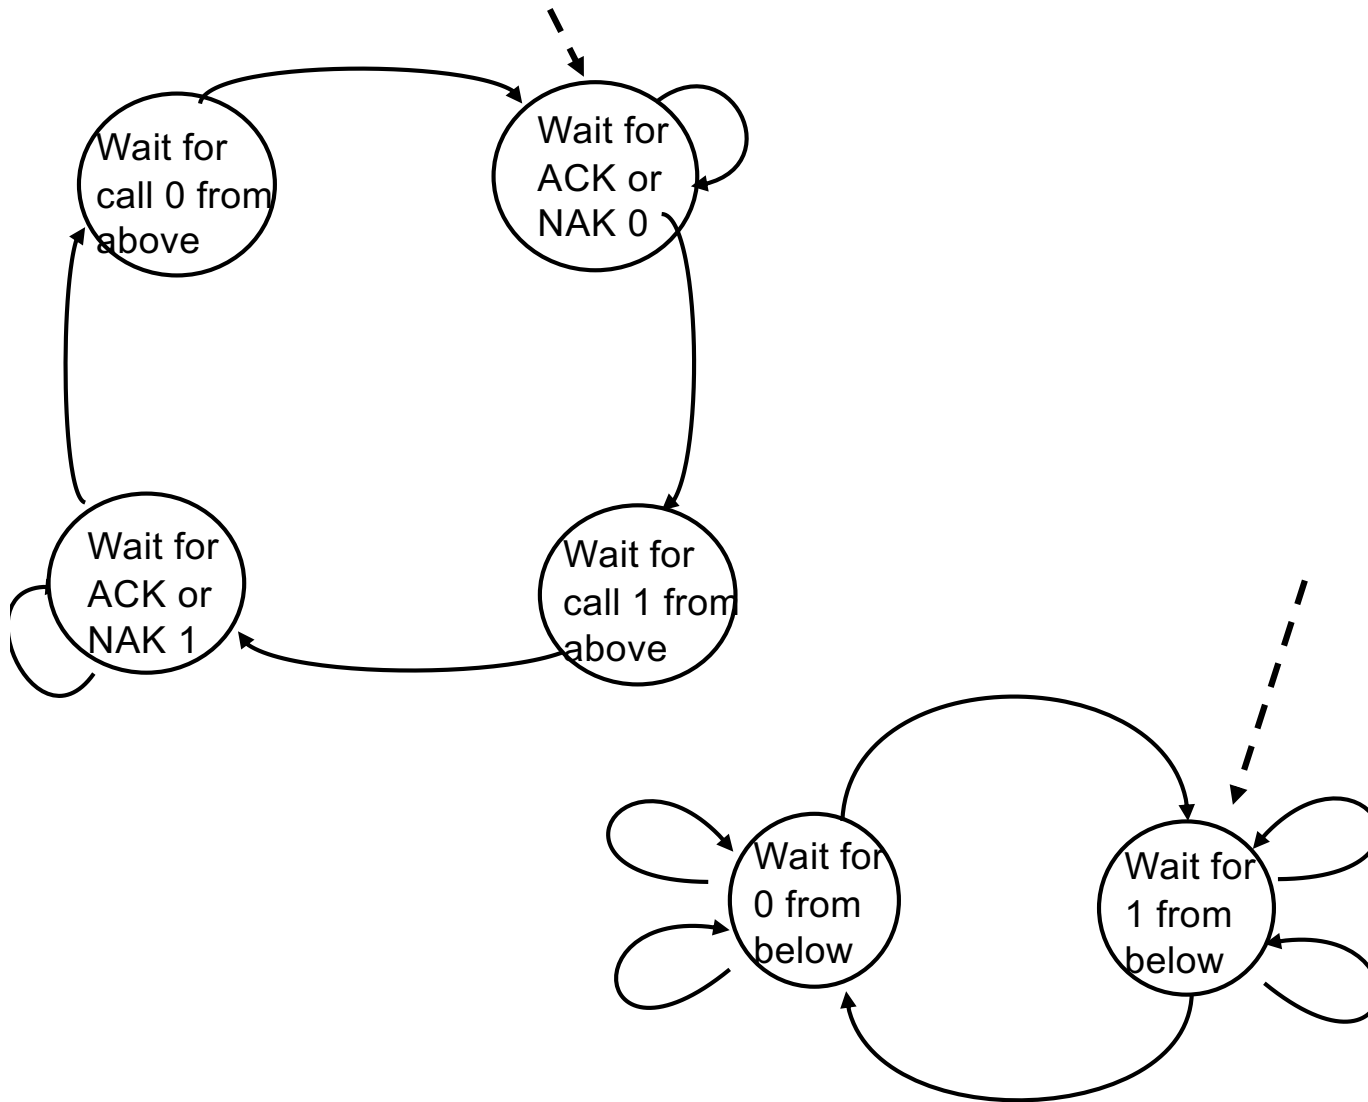 Wait for
call 0 from
above
Wait for
ACK or
NAK 0
Wait for
ACK or
NAK 1
Wait for
call 1 from
above
Wait for
0 from
below
Wait for
1 from
below